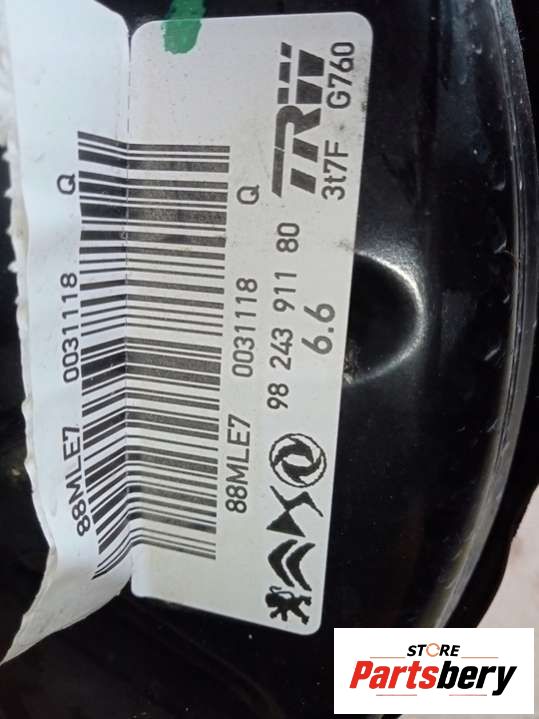 88MLE7 0031118 Q
88MLE7 0031118 Q
98 243 911 80
6.6
TRW
3t7F G760
STORE
Partsbery